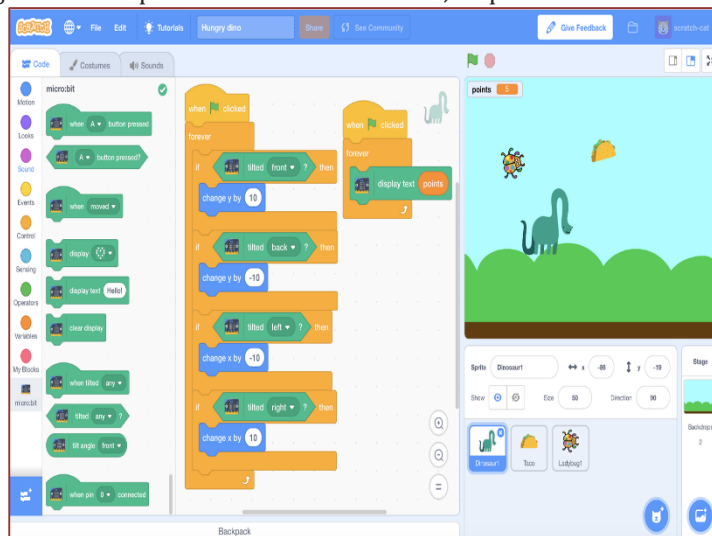 SCRATCH File Edit Tutorials Hungry dino Share See Community Give Feedback scratch-cat
Code Costumes Sounds
Motion
Looks
Sound
Events
Control
Sensing
Operators
Variables
My Blocks
micro:bit
micro:bit
when A button pressed
A button pressed?
when moved
display
display text Hello!
clear display
when tilted any
tilted any ?
tilt angle front
when pin 0 connected
when clicked
forever
if tilted front ? then
change y by 10
if tilted back ? then
change y by -10
if tilted left ? then
change x by -10
if tilted right ? then
change x by 10
when clicked
forever
display text points
points 5
Sprite Dinosaur1 x -88 y -19
Show Size 50 Direction 90
Dinosaur1 Taco Ladybug1
Stage
Backdrops
2
Backpack